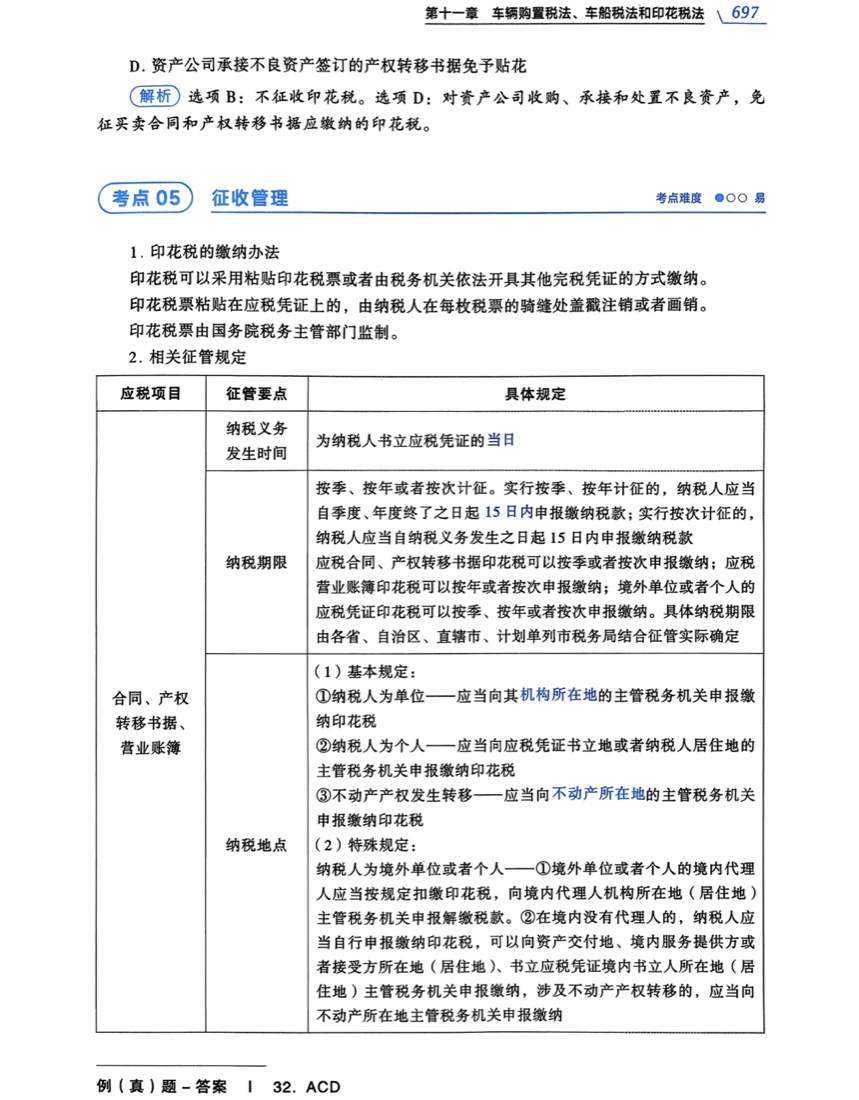 第十一章 车辆购置税法、车船税法和印花税法 697
D. 资产公司承接不良资产签订的产权转移书据免予贴花
解析 选项 B：不征收印花税。选项 D：对资产公司收购、承接和处置不良资产，免
征买卖合同和产权转移书据应缴纳的印花税。
考点 05 征收管理 考点难度 ●○○ 易
1. 印花税的缴纳办法
印花税可以采用粘贴印花税票或者由税务机关依法开具其他完税凭证的方式缴纳。
印花税票粘贴在应税凭证上的，由纳税人在每枚税票的骑缝处盖戳注销或者画销。
印花税票由国务院税务主管部门监制。
2. 相关征管规定
应税项目 征管要点 具体规定
合同、产权
转移书据、
营业账簿
纳税义务
发生时间
为纳税人书立应税凭证的当日
纳税期限
按季、按年或者按次计征。实行按季、按年计征的，纳税人应当
自季度、年度终了之日起 15 日内申报缴纳税款；实行按次计征的，
纳税人应当自纳税义务发生之日起 15 日内申报缴纳税款
应税合同、产权转移书据印花税可以按季或者按次申报缴纳；应税
营业账簿印花税可以按年或者按次申报缴纳；境外单位或者个人的
应税凭证印花税可以按季、按年或者按次申报缴纳。具体纳税期限
由各省、自治区、直辖市、计划单列市税务局结合征管实际确定
纳税地点
（1）基本规定：
①纳税人为单位——应当向其机构所在地的主管税务机关申报缴
纳印花税
②纳税人为个人——应当向应税凭证书立地或者纳税人居住地的
主管税务机关申报缴纳印花税
③不动产产权发生转移——应当向不动产所在地的主管税务机关
申报缴纳印花税
（2）特殊规定：
纳税人为境外单位或者个人——①境外单位或者个人的境内代理
人应当按规定扣缴印花税，向境内代理人机构所在地（居住地）
主管税务机关申报解缴税款。②在境内没有代理人的，纳税人应
当自行申报缴纳印花税，可以向资产交付地、境内服务提供方或
者接受方所在地（居住地）、书立应税凭证境内书立人所在地（居
住地）主管税务机关申报缴纳，涉及不动产产权转移的，应当向
不动产所在地主管税务机关申报缴纳
例（真）题－答案 | 32. ACD